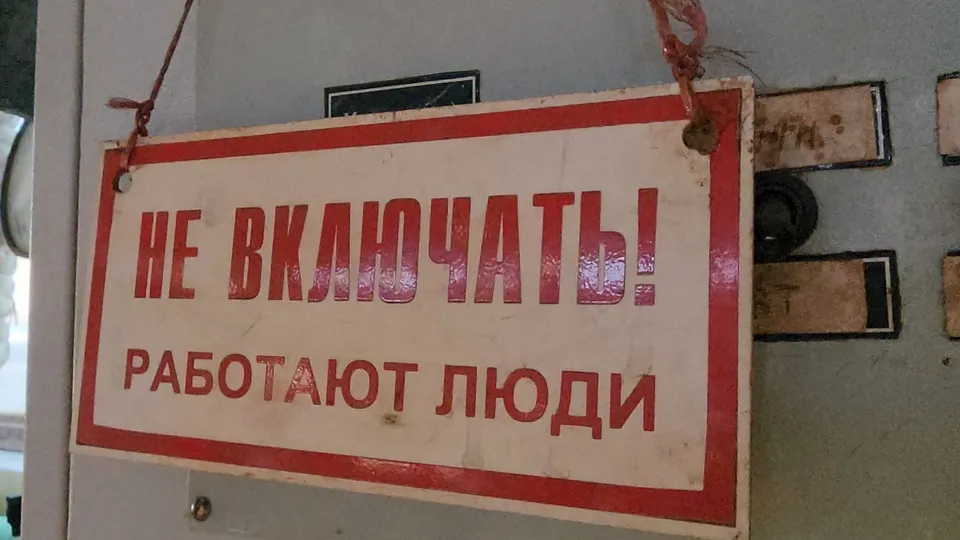 НЕ ВКЛЮЧАТЬ!
РАБОТАЮТ ЛЮДИ